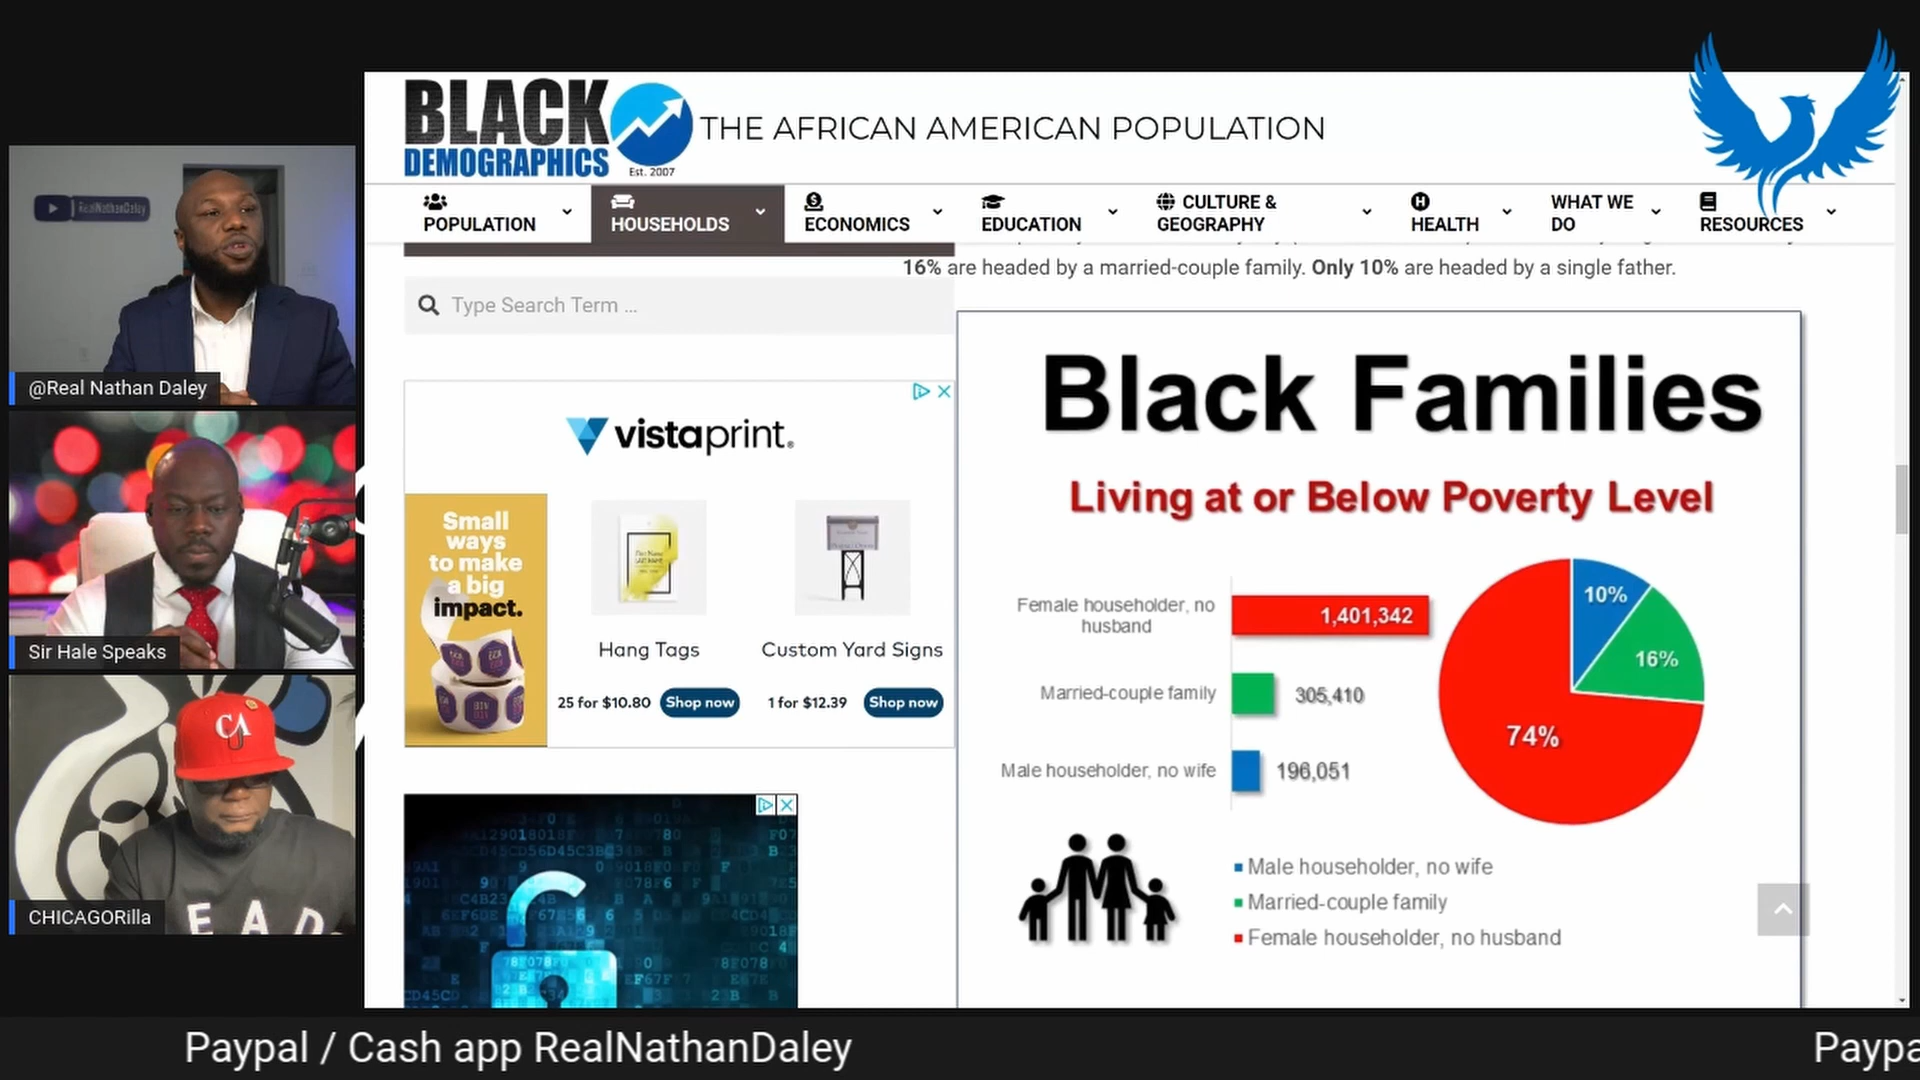 BLACK
DEMOGRAPHICS
Est. 2007
THE AFRICAN AMERICAN POPULATION
POPULATION
HOUSEHOLDS
ECONOMICS
EDUCATION
CULTURE &
GEOGRAPHY
HEALTH
WHAT WE
DO
RESOURCES
16% are headed by a married-couple family. Only 10% are headed by a single father.
Type Search Term ...
RealNathanDaley
@Real Nathan Daley
Sir Hale Speaks
CA
EAD
CHICAGORilla
vistaprint.
Small
ways
to make
a big
impact.
Hang Tags
25 for $10.80
Shop now
Custom Yard Signs
1 for $12.39
Shop now
Black Families
Living at or Below Poverty Level
Female householder, no
husband
1,401,342
Married-couple family
305,410
Male householder, no wife
196,051
10%
16%
74%
Male householder, no wife
Married-couple family
Female householder, no husband
Paypal / Cash app RealNathanDaley
Paypa